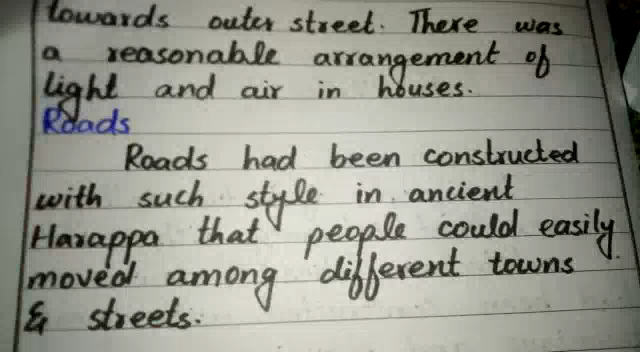 towards outer street. There was
a reasonable arrangement of
light and air in houses.
Roads
Roads had been constructed
with such style in ancient
Harappa that people could easily
moved among different towns
& streets.